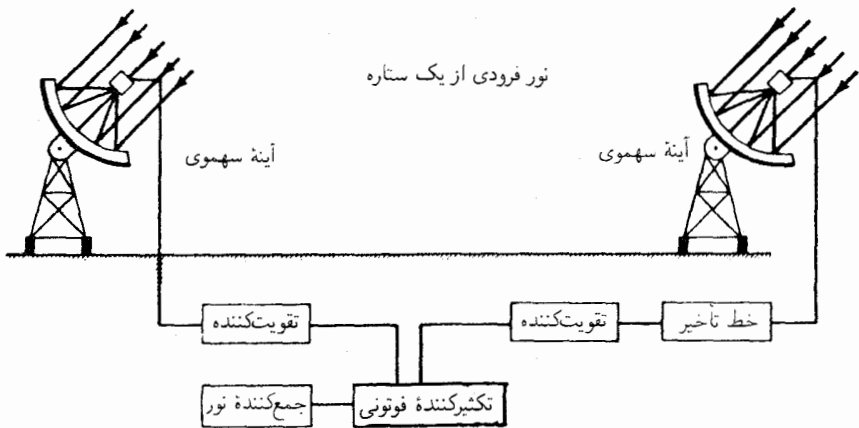 نور فرودی از یک ستاره
آینهٔ سهموی
آینهٔ سهموی
خط تأخیر
تقویت‌کننده
تقویت‌کننده
تکثیرکنندهٔ فوتونی
جمع‌کنندهٔ نور